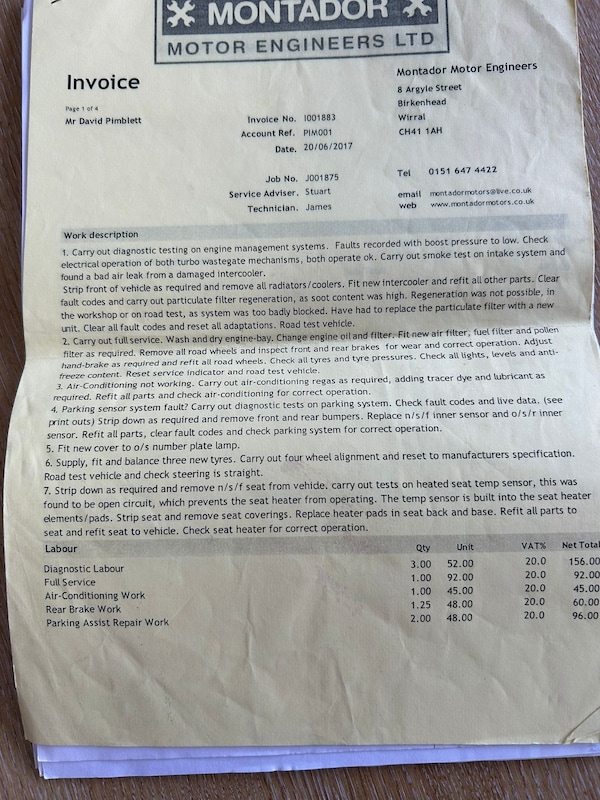 MONTADOR
MOTOR ENGINEERS LTD
Invoice
Page 1 of 4
Mr David Pimblett
Invoice No. I001883
Account Ref. PIM001
Date. 20/06/2017
Job No. J001875
Service Adviser. Stuart
Technician. James
Montador Motor Engineers
8 Argyle Street
Birkenhead
Wirral
CH41 1AH
Tel 0151 647 4422
email montadormotors@live.co.uk
web www.montadormotors.co.uk
Work description
1. Carry out diagnostic testing on engine management systems. Faults recorded with boost pressure to low. Check
electrical operation of both turbo wastegate mechanisms, both operate ok. Carry out smoke test on intake system and
found a bad air leak from a damaged intercooler.
Strip front of vehicle as required and remove all radiators/coolers. Fit new intercooler and refit all other parts. Clear
fault codes and carry out particulate filter regeneration, as soot content was high. Regeneration was not possible, in
the workshop or on road test, as system was too badly blocked. Have had to replace the particulate filter with a new
unit. Clear all fault codes and reset all adaptations. Road test vehicle.
2. Carry out full service. Wash and dry engine-bay. Change engine oil and filter. Fit new air filter, fuel filter and pollen
filter as required. Remove all road wheels and inspect front and rear brakes for wear and correct operation. Adjust
hand-brake as required and refit all road wheels. Check all tyres and tyre pressures. Check all lights, levels and anti-
freeze content. Reset service indicator and road test vehicle.
3. Air-Conditioning not working. Carry out air-conditioning regas as required, adding tracer dye and lubricant as
required. Refit all parts and check air-conditioning for correct operation.
4. Parking sensor system fault? Carry out diagnostic tests on parking system. Check fault codes and live data. (see
print outs) Strip down as required and remove front and rear bumpers. Replace n/s/f inner sensor and o/s/r inner
sensor. Refit all parts, clear fault codes and check parking system for correct operation.
5. Fit new cover to o/s number plate lamp.
6. Supply, fit and balance three new tyres. Carry out four wheel alignment and reset to manufacturers specification.
Road test vehicle and check steering is straight.
7. Strip down as required and remove n/s/f seat from vehicle. carry out tests on heated seat temp sensor, this was
found to be open circuit, which prevents the seat heater from operating. The temp sensor is built into the seat heater
elements/pads. Strip seat and remove seat coverings. Replace heater pads in seat back and base. Refit all parts to
seat and refit seat to vehicle. Check seat heater for correct operation.
Labour Qty Unit VAT% Net Total
Diagnostic Labour 3.00 52.00 20.0 156.00
Full Service 1.00 92.00 20.0 92.00
Air-Conditioning Work 1.00 45.00 20.0 45.00
Rear Brake Work 1.25 48.00 20.0 60.00
Parking Assist Repair Work 2.00 48.00 20.0 96.00